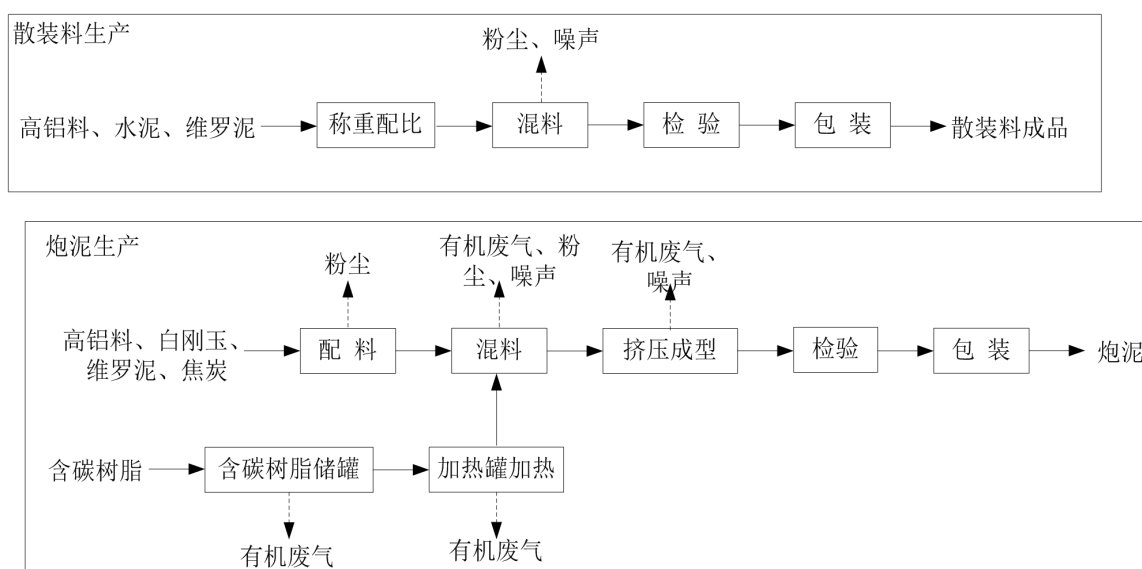 散装料生产
粉尘、噪声
高铝料、水泥、维罗泥
称重配比
混料
检 验
包 装
散装料成品
炮泥生产
粉尘
有机废气、粉
尘、噪声
有机废气、
噪声
高铝料、白刚玉、
维罗泥、焦炭
配 料
混料
挤压成型
检验
包 装
炮泥
含碳树脂
含碳树脂储罐
加热罐加热
有机废气
有机废气